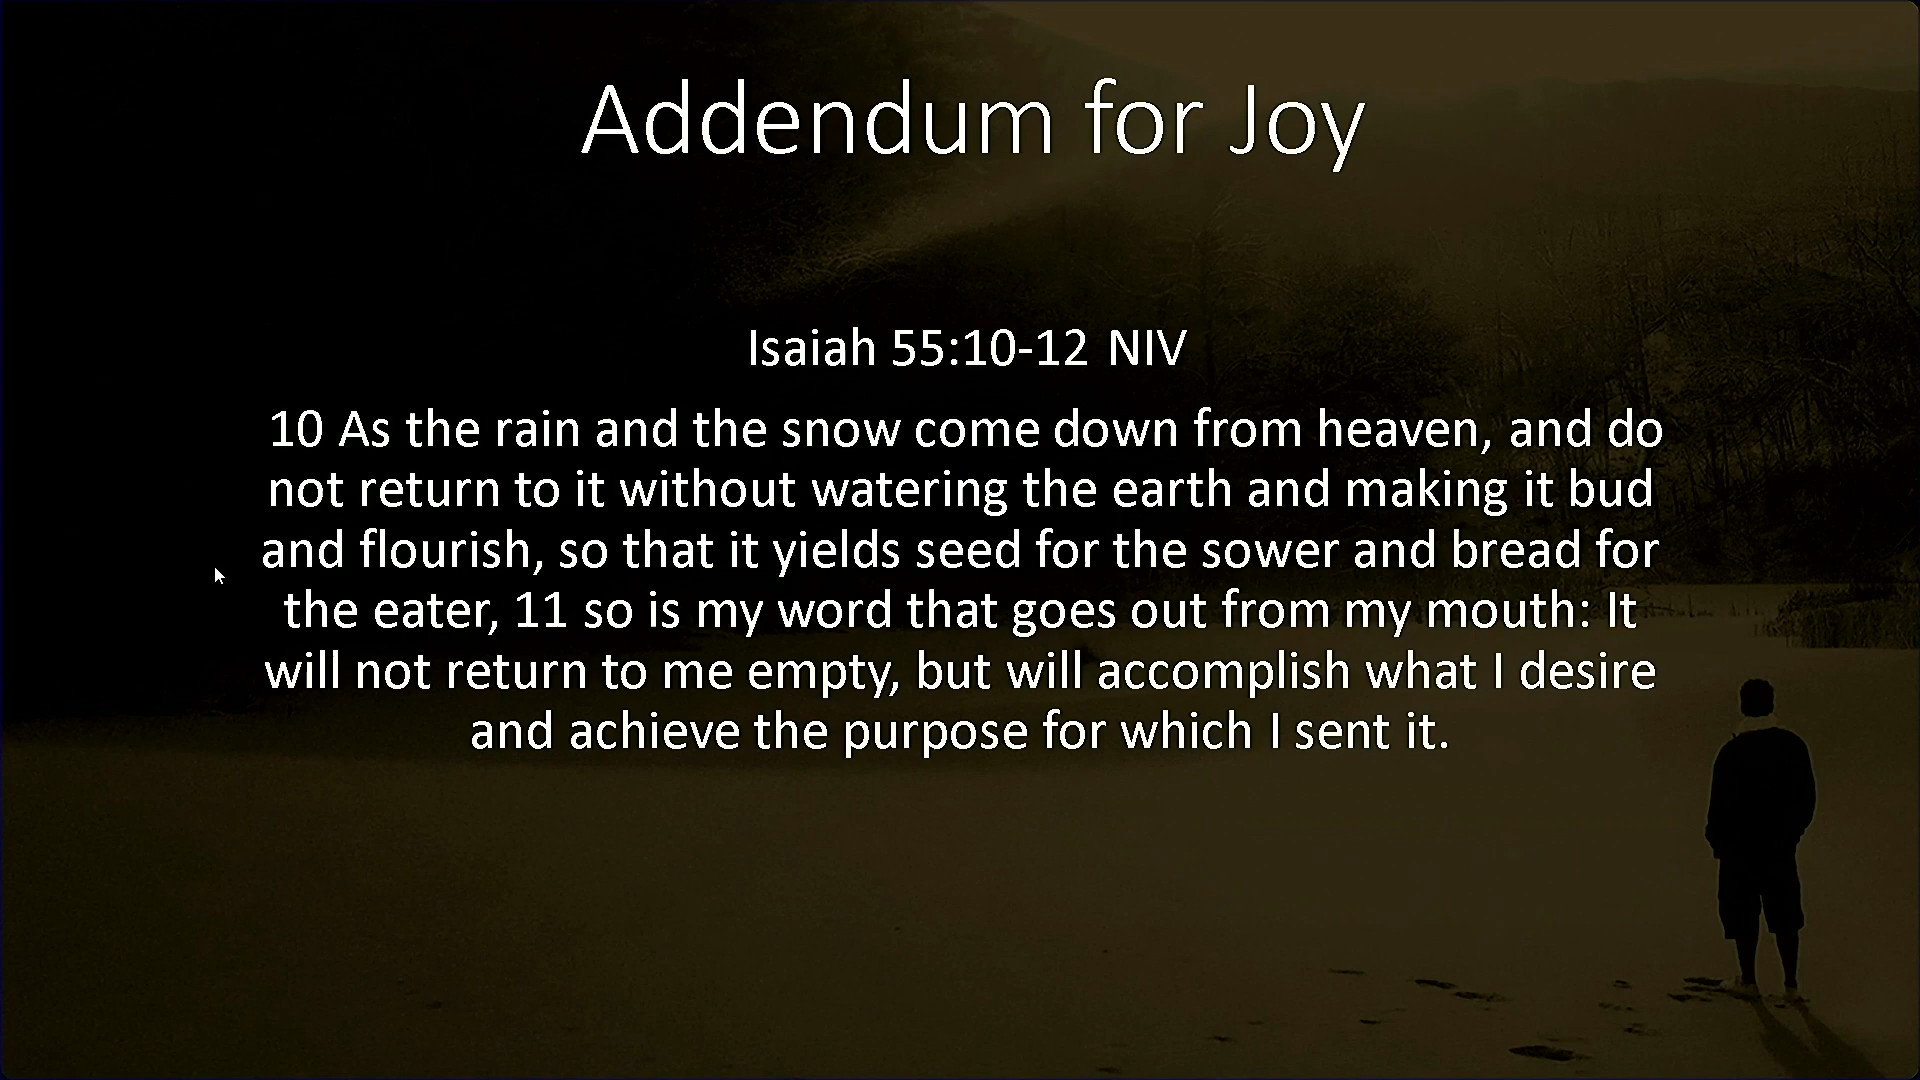 Addendum for Joy
Isaiah 55:10-12 NIV
10 As the rain and the snow come down from heaven, and do
not return to it without watering the earth and making it bud
and flourish, so that it yields seed for the sower and bread for
the eater, 11 so is my word that goes out from my mouth: It
will not return to me empty, but will accomplish what I desire
and achieve the purpose for which I sent it.